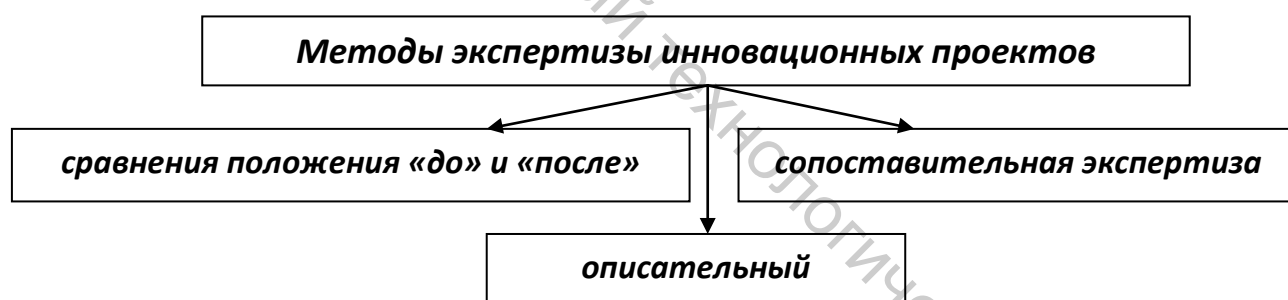 Методы экспертизы инновационных проектов
сравнения положения «до» и «после»
сопоставительная экспертиза
описательный